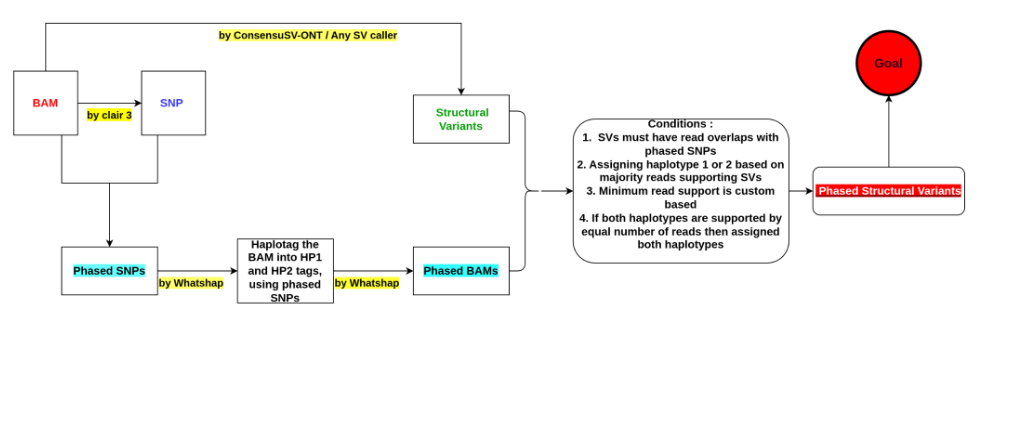 by ConsensuSV-ONT / Any SV caller
Goal
BAM
SNP
by clair 3
Structural
Variants
Conditions :
1. SVs must have read overlaps with
phased SNPs
2. Assigning haplotype 1 or 2 based on
majority reads supporting SVs
3. Minimum read support is custom
based
4. If both haplotypes are supported by
equal number of reads then assigned
both haplotypes
Phased Structural Variants
Phased SNPs
by Whatshap
Haplotag the
BAM into HP1
and HP2 tags,
using phased
SNPs
by Whatshap
Phased BAMs